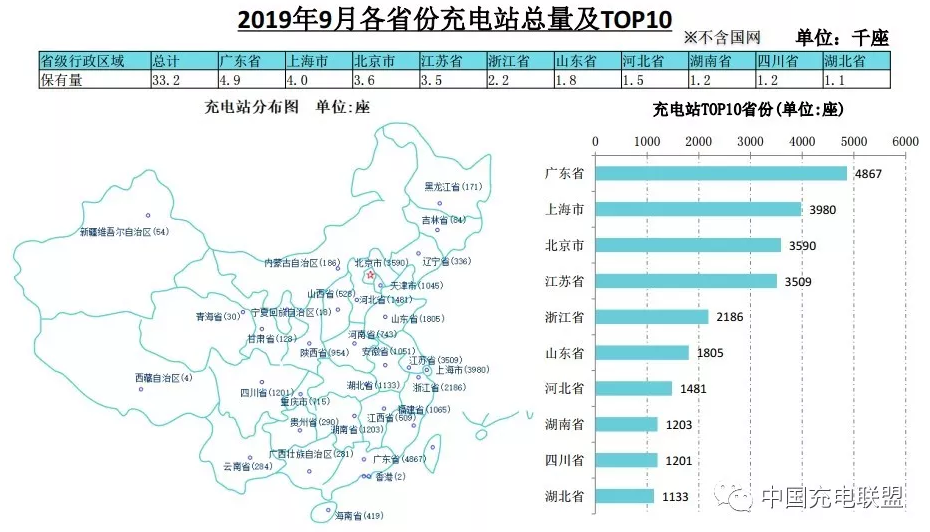 2019年9月各省份充电站总量及TOP10
※不含国网 单位：千座
省级行政区域 总计 广东省 上海市 北京市 江苏省 浙江省 山东省 河北省 湖南省 四川省 湖北省
保有量 33.2 4.9 4.0 3.6 3.5 2.2 1.8 1.5 1.2 1.2 1.1
充电站分布图 单位:座
黑龙江省(171)
吉林省(84)
新疆维吾尔自治区(54)
内蒙古自治区(186)
北京市(3590)
辽宁省(336)
天津市(1045)
山西省(528)
河北省(1481)
青海省(30)
宁夏回族自治区(18)
山东省(1805)
甘肃省(128)
河南省(743)
陕西省(954)
安徽省(1051)
江苏省(3509)
上海市(3980)
西藏自治区(4)
四川省(1201)
湖北省(1133)
浙江省(2186)
重庆市(715)
福建省(1065)
贵州省(290)
江西省(509)
湖南省(1203)
广西壮族自治区(281)
云南省(284)
广东省(4867)
香港(2)
海南省(419)
充电站TOP10省份(单位:座)
0 1000 2000 3000 4000 5000 6000
广东省 4867
上海市 3980
北京市 3590
江苏省 3509
浙江省 2186
山东省 1805
河北省 1481
湖南省 1203
四川省 1201
湖北省 1133
中国充电联盟